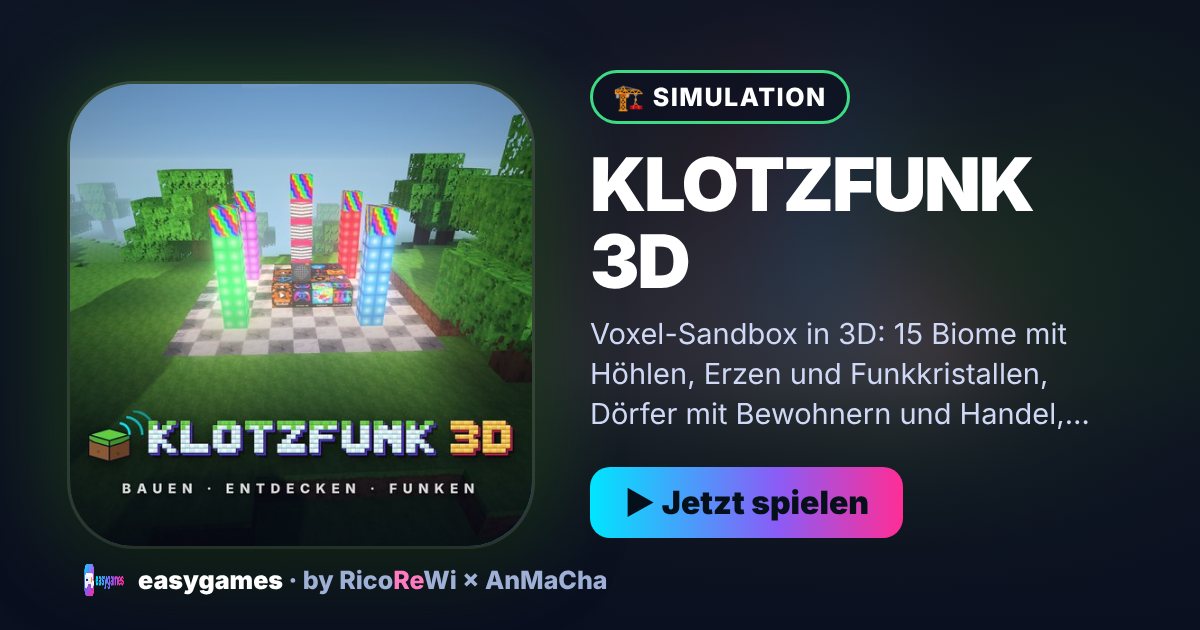 SIMULATION
KLOTZFUNK
3D
Voxel-Sandbox in 3D: 15 Biome mit
Höhlen, Erzen und Funkkristallen,
Dörfer mit Bewohnern und Handel,...
▶ Jetzt spielen
KLOTZFUNK 3D
BAUEN · ENTDECKEN · FUNKEN
easygames
easygames · by RicoReWi × AnMaCha